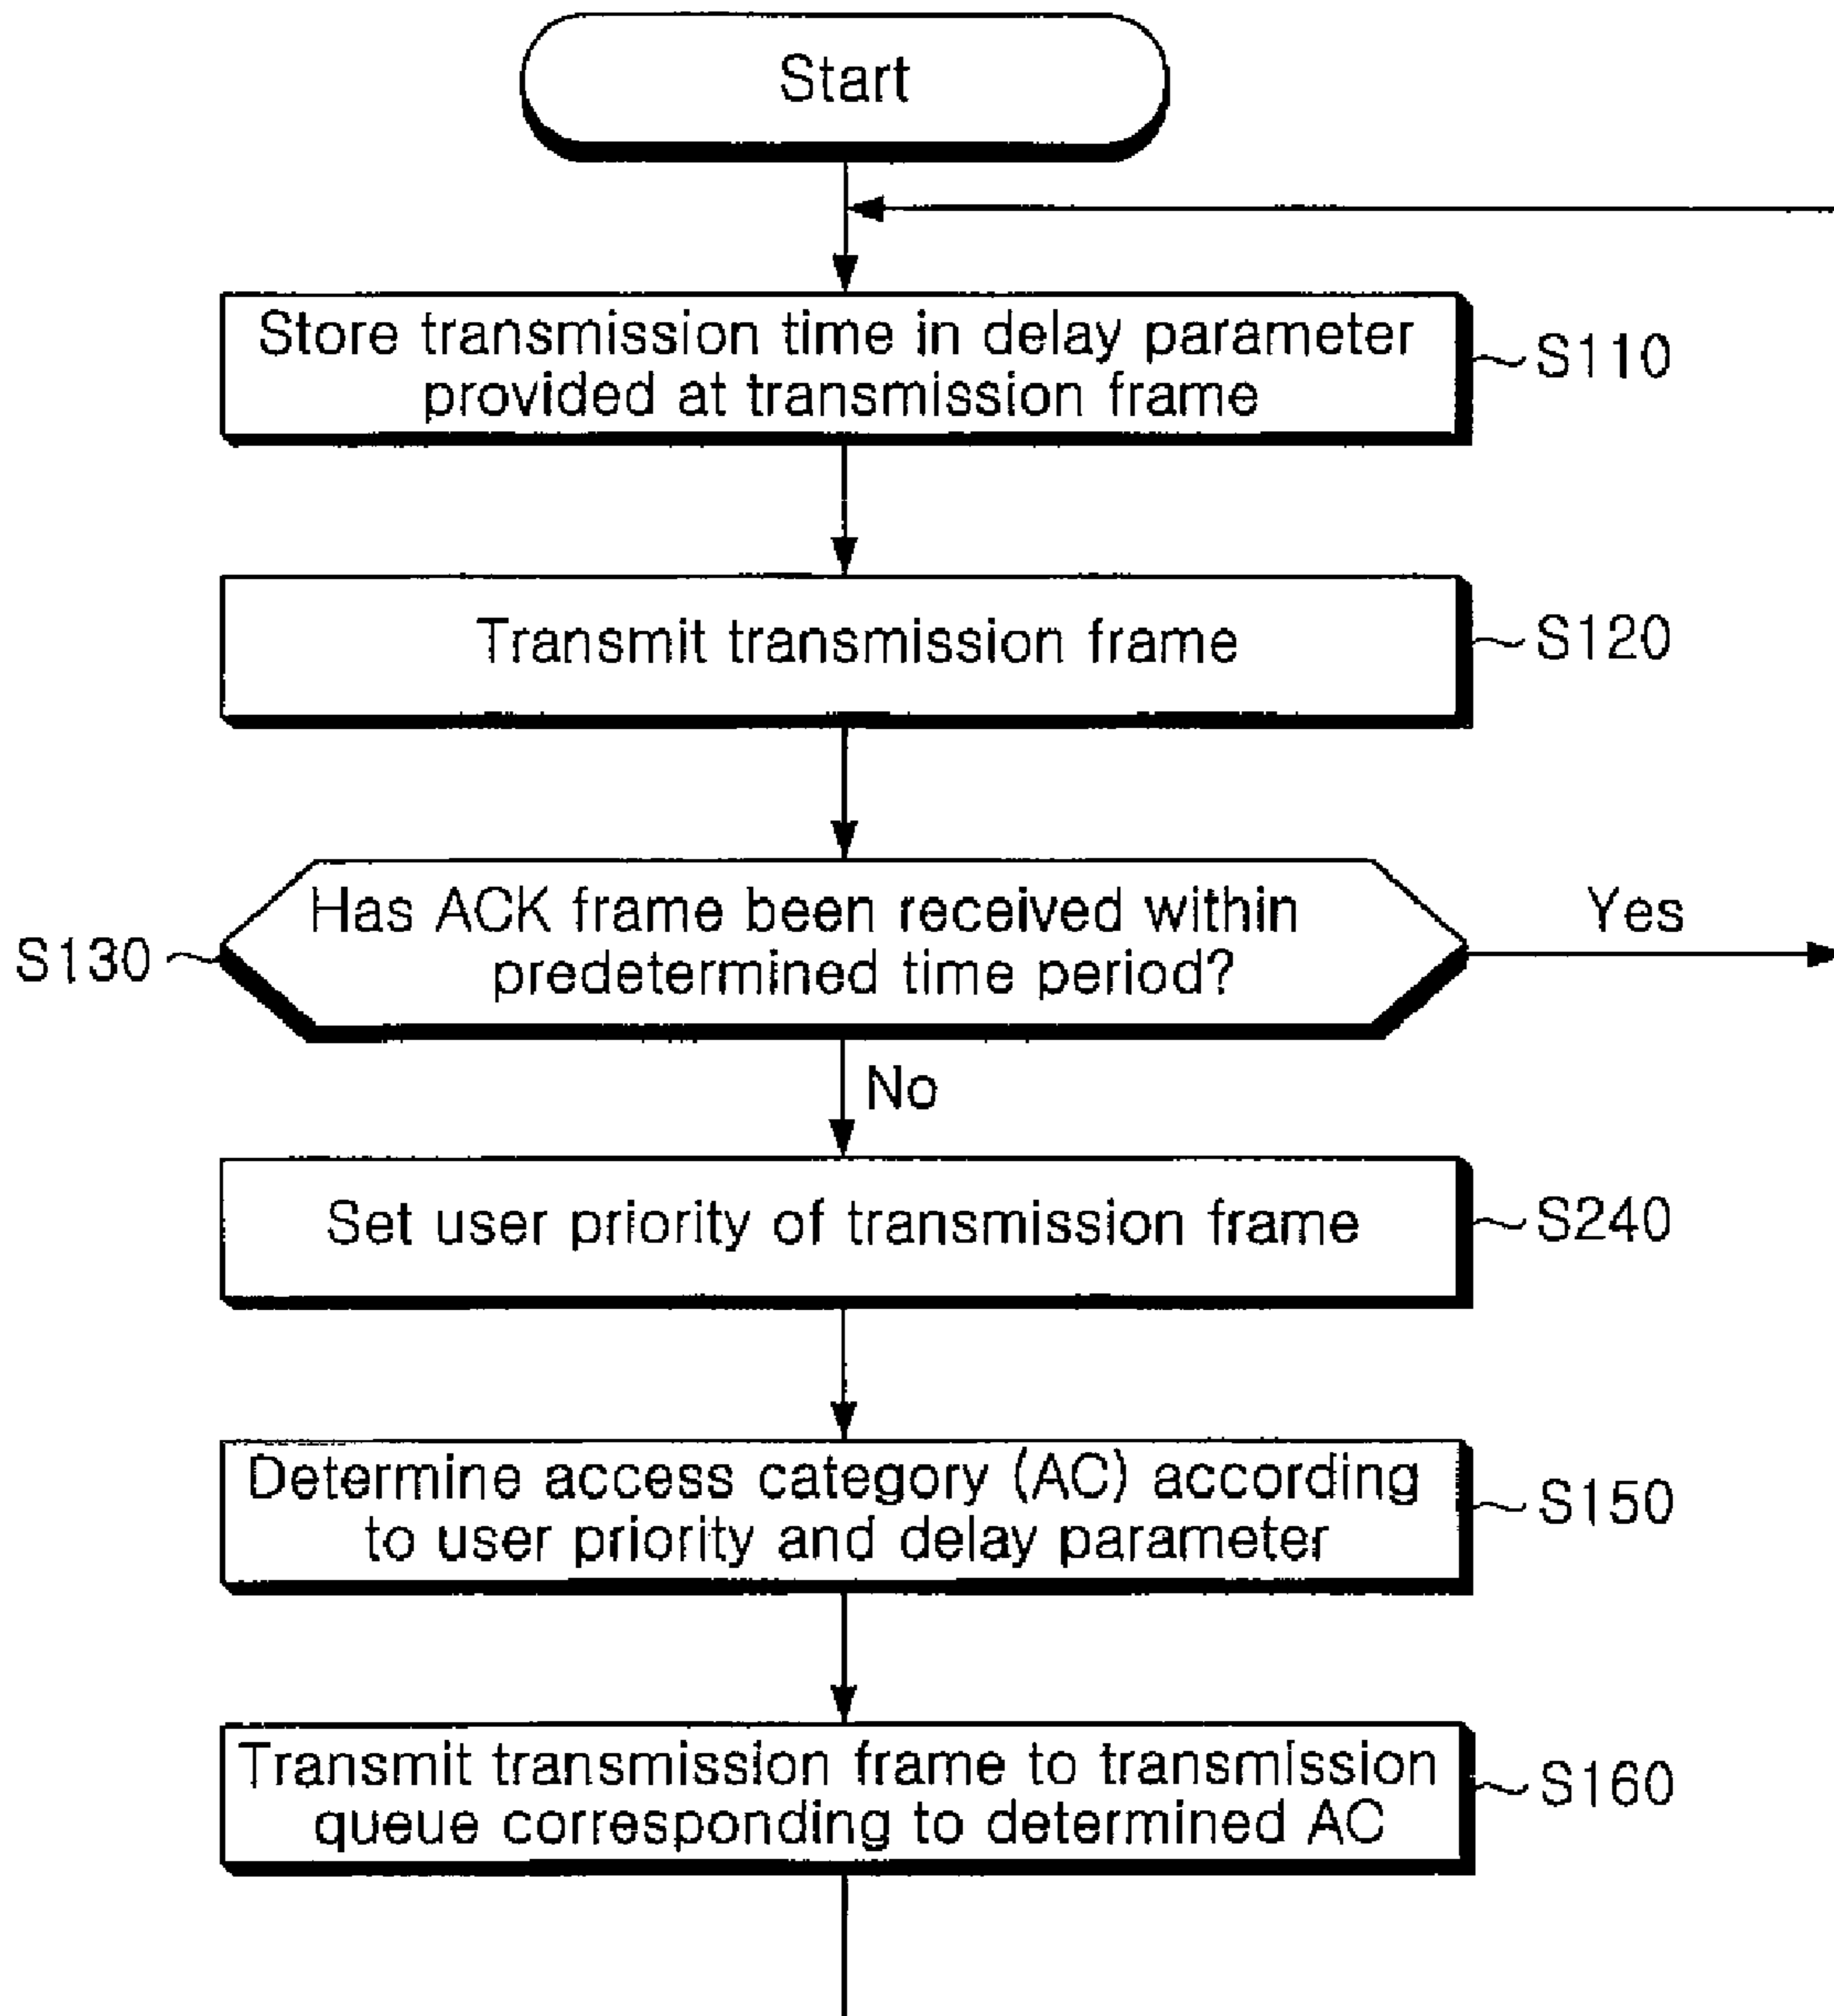 Start
Store transmission time in delay parameter
provided at transmission frame
S110
Transmit transmission frame
S120
Has ACK frame been received within
predetermined time period?
S130
Yes
No
Set user priority of transmission frame
S240
Determine access category (AC) according
to user priority and delay parameter
S150
Transmit transmission frame to transmission
queue corresponding to determined AC
S160